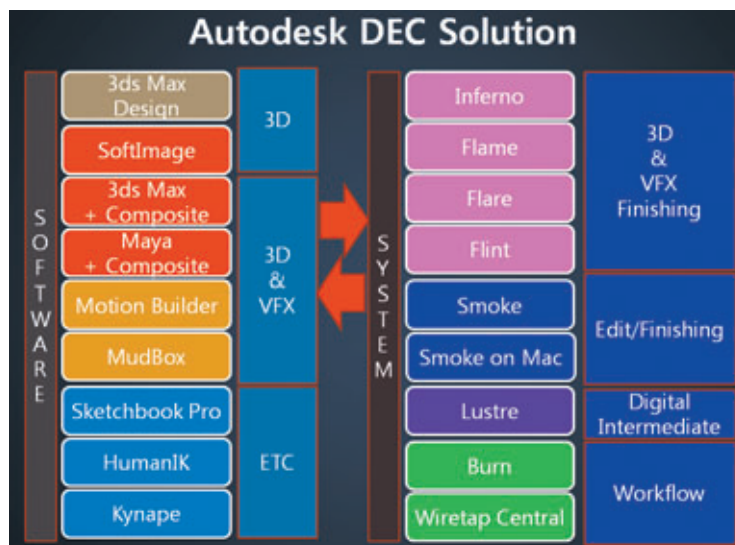 Autodesk DEC Solution
SOFTWARE
3ds Max
Design
SoftImage
3ds Max
+ Composite
Maya
+ Composite
Motion Builder
MudBox
Sketchbook Pro
HumanIK
Kynape
3D
3D
&
VFX
ETC
SYSTEM
Inferno
Flame
Flare
Flint
Smoke
Smoke on Mac
Lustre
Burn
Wiretap Central
3D
&
VFX
Finishing
Edit/Finishing
Digital
Intermediate
Workflow